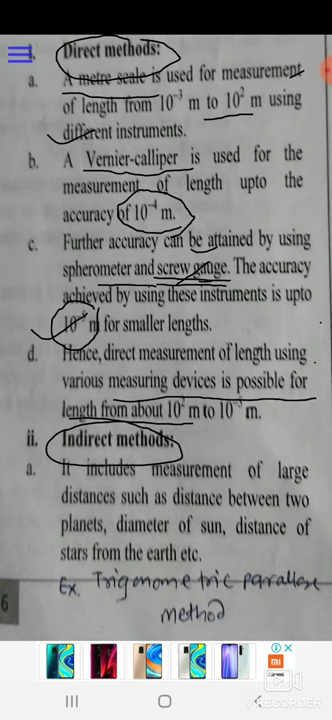 i. Direct methods:
a. A metre scale is used for measurement
of length from 10⁻³ m to 10² m using
different instruments.
b. A Vernier-calliper is used for the
measurement of length upto the
accuracy of 10⁻⁴ m.
c. Further accuracy can be attained by using
spherometer and screw gauge. The accuracy
achieved by using these instruments is upto
10⁻⁵ m for smaller lengths.
d. Hence, direct measurement of length using
various measuring devices is possible for
length from about 10² m to 10⁻⁵ m.
ii. Indirect methods:
a. It includes measurement of large
distances such as distance between two
planets, diameter of sun, distance of
stars from the earth etc.
Ex. Trigonometric parallax
method
6
mi
V RECORDER